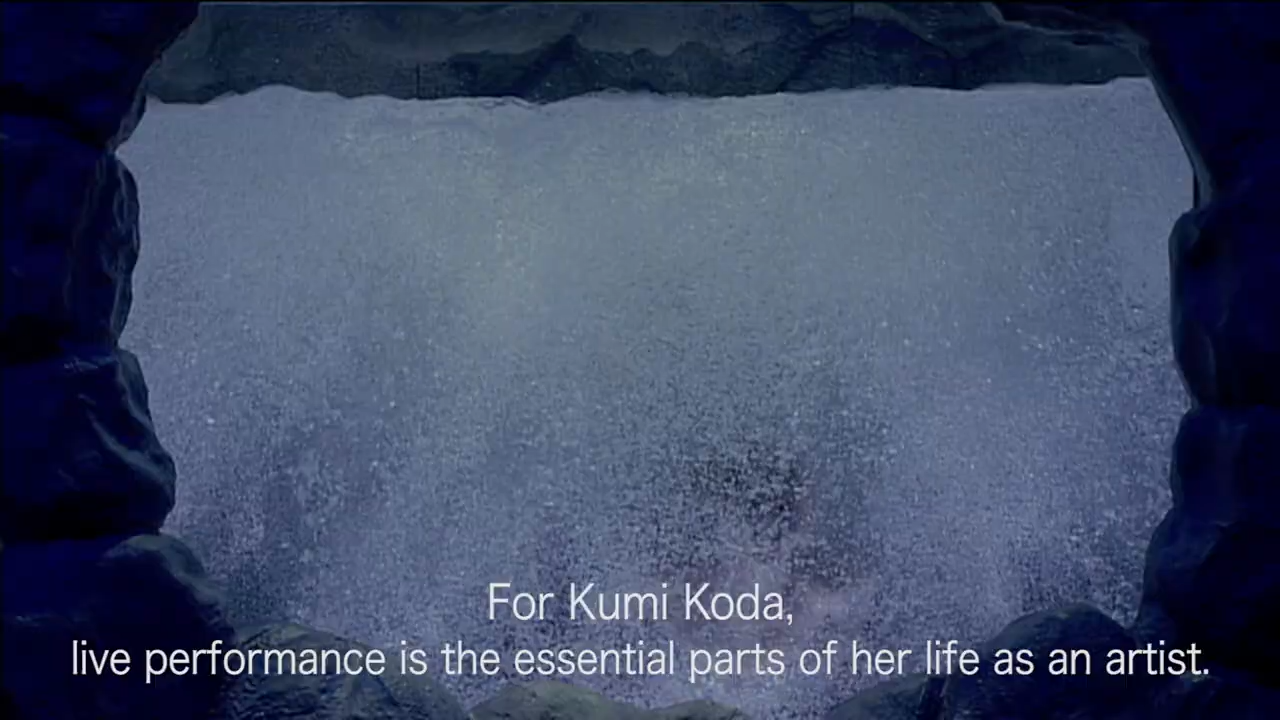 For Kumi Koda,
live performance is the essential parts of her life as an artist.